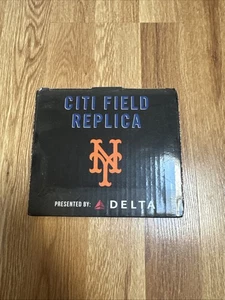 CITI FIELD
REPLICA
NY
PRESENTED BY: DELTA